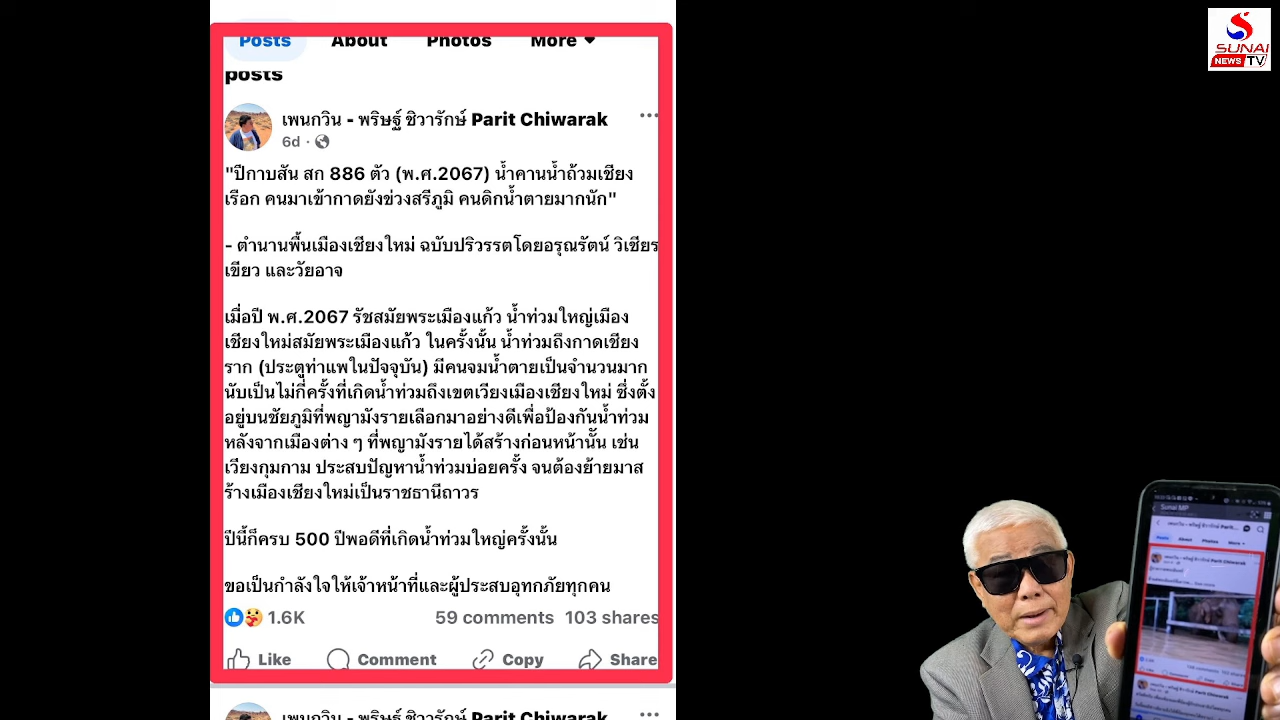 SUNAI
NEWS TV
Posts About Photos More
posts
เพนกวิน - พริษฐ์ ชิวารักษ์ Parit Chiwarak
6d ·
"ปีกาบสัน สก 886 ตัว (พ.ศ.2067) น้ำคานน้ำถ้วมเชียง
เรือก คนมาเข้ากาดยังข่วงสรีภูมิ คนดิกน้ำตายมากนัก"
- ตำนานพื้นเมืองเชียงใหม่ ฉบับปริวรรตโดยอรุณรัตน์ วิเชียร
เขียว และวัยอาจ
เมื่อปี พ.ศ.2067 รัชสมัยพระเมืองแก้ว น้ำท่วมใหญ่เมือง
เชียงใหม่สมัยพระเมืองแก้ว ในครั้งนั้น น้ำท่วมถึงกาดเชียง
ราก (ประตูท่าแพในปัจจุบัน) มีคนจมน้ำตายเป็นจำนวนมาก
นับเป็นไม่กี่ครั้งที่เกิดน้ำท่วมถึงเขตเวียงเมืองเชียงใหม่ ซึ่งตั้ง
อยู่บนชัยภูมิที่พญามังรายเลือกมาอย่างดีเพื่อป้องกันน้ำท่วม
หลังจากเมืองต่าง ๆ ที่พญามังรายได้สร้างก่อนหน้านั้น เช่น
เวียงกุมกาม ประสบปัญหาน้ำท่วมบ่อยครั้ง จนต้องย้ายมาส
ร้างเมืองเชียงใหม่เป็นราชธานีถาวร
ปีนี้ก็ครบ 500 ปีพอดีที่เกิดน้ำท่วมใหญ่ครั้งนั้น
ขอเป็นกำลังใจให้เจ้าหน้าที่และผู้ประสบอุทกภัยทุกคน
1.6K 59 comments 103 shares
Like Comment Copy Share
เพนกวิน - พริษฐ์ ชิวารักษ์ Parit Chiwarak
Sunai MP
Posts About Photos More